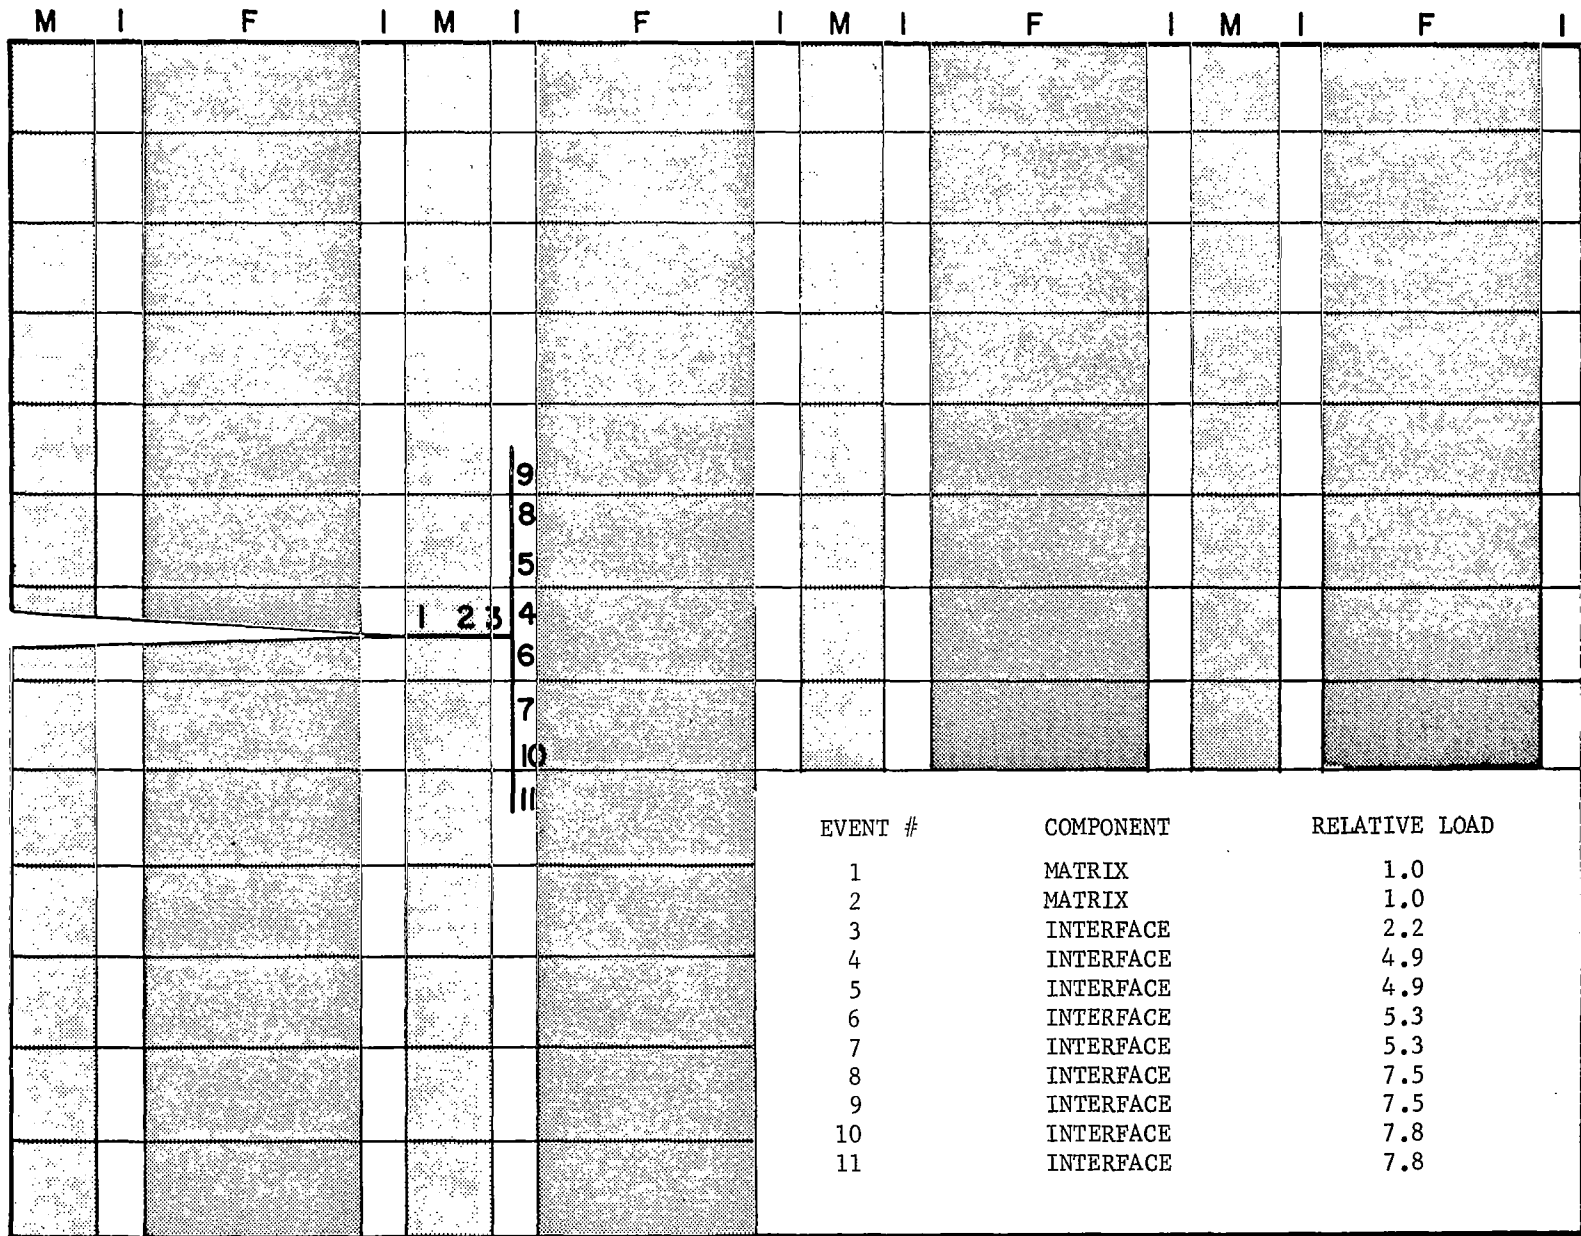 M I F I M I F I M I F I M I F I
9
8
5
1 2 3 4
6
7
10
11
EVENT # COMPONENT RELATIVE LOAD
1 MATRIX 1.0
2 MATRIX 1.0
3 INTERFACE 2.2
4 INTERFACE 4.9
5 INTERFACE 4.9
6 INTERFACE 5.3
7 INTERFACE 5.3
8 INTERFACE 7.5
9 INTERFACE 7.5
10 INTERFACE 7.8
11 INTERFACE 7.8